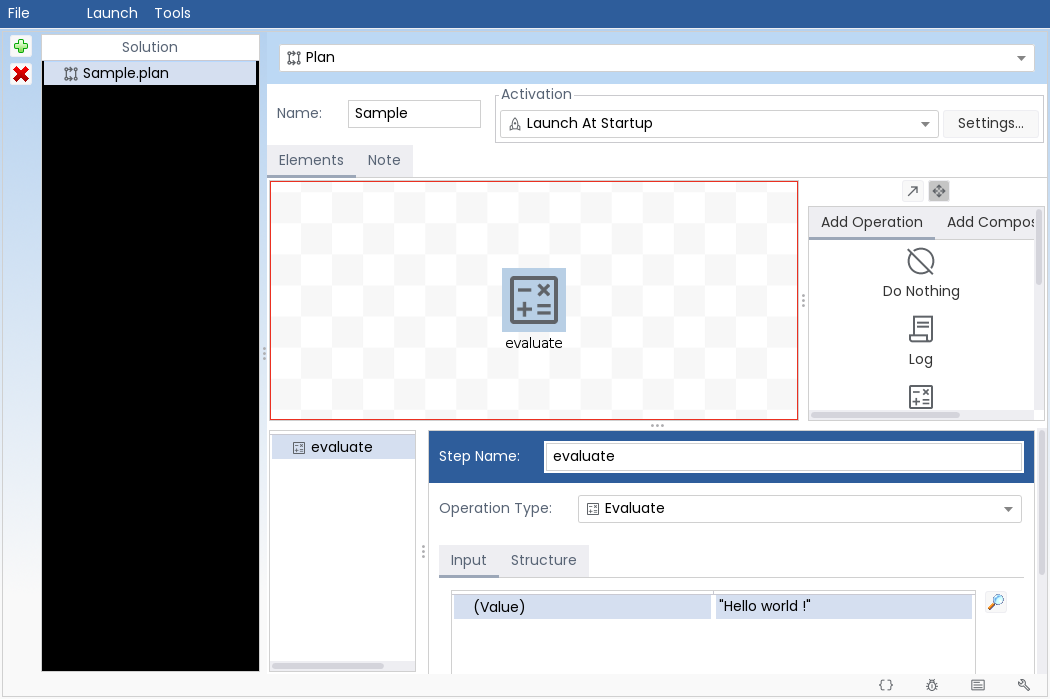 File Launch Tools
Solution
Sample.plan
Plan
Name: Sample
Activation
Launch At Startup Settings...
Elements Note
Add Operation Add Compos
Do Nothing
Log
evaluate
evaluate
Step Name: evaluate
Operation Type: Evaluate
Input Structure
(Value) "Hello world !"